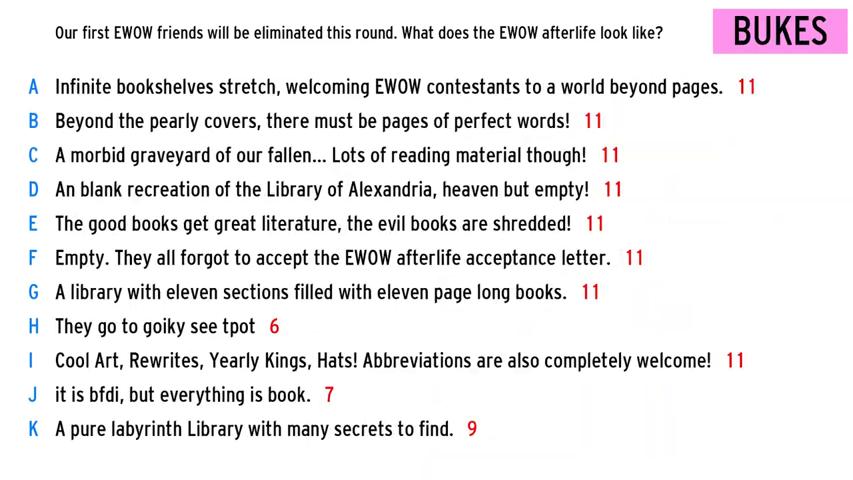 Our first EWOW friends will be eliminated this round. What does the EWOW afterlife look like?
BUKES
A Infinite bookshelves stretch, welcoming EWOW contestants to a world beyond pages. 11
B Beyond the pearly covers, there must be pages of perfect words! 11
C A morbid graveyard of our fallen... Lots of reading material though! 11
D An blank recreation of the Library of Alexandria, heaven but empty! 11
E The good books get great literature, the evil books are shredded! 11
F Empty. They all forgot to accept the EWOW afterlife acceptance letter. 11
G A library with eleven sections filled with eleven page long books. 11
H They go to goiky see tpot 6
I Cool Art, Rewrites, Yearly Kings, Hats! Abbreviations are also completely welcome! 11
J it is bfdi, but everything is book. 7
K A pure labyrinth Library with many secrets to find. 9